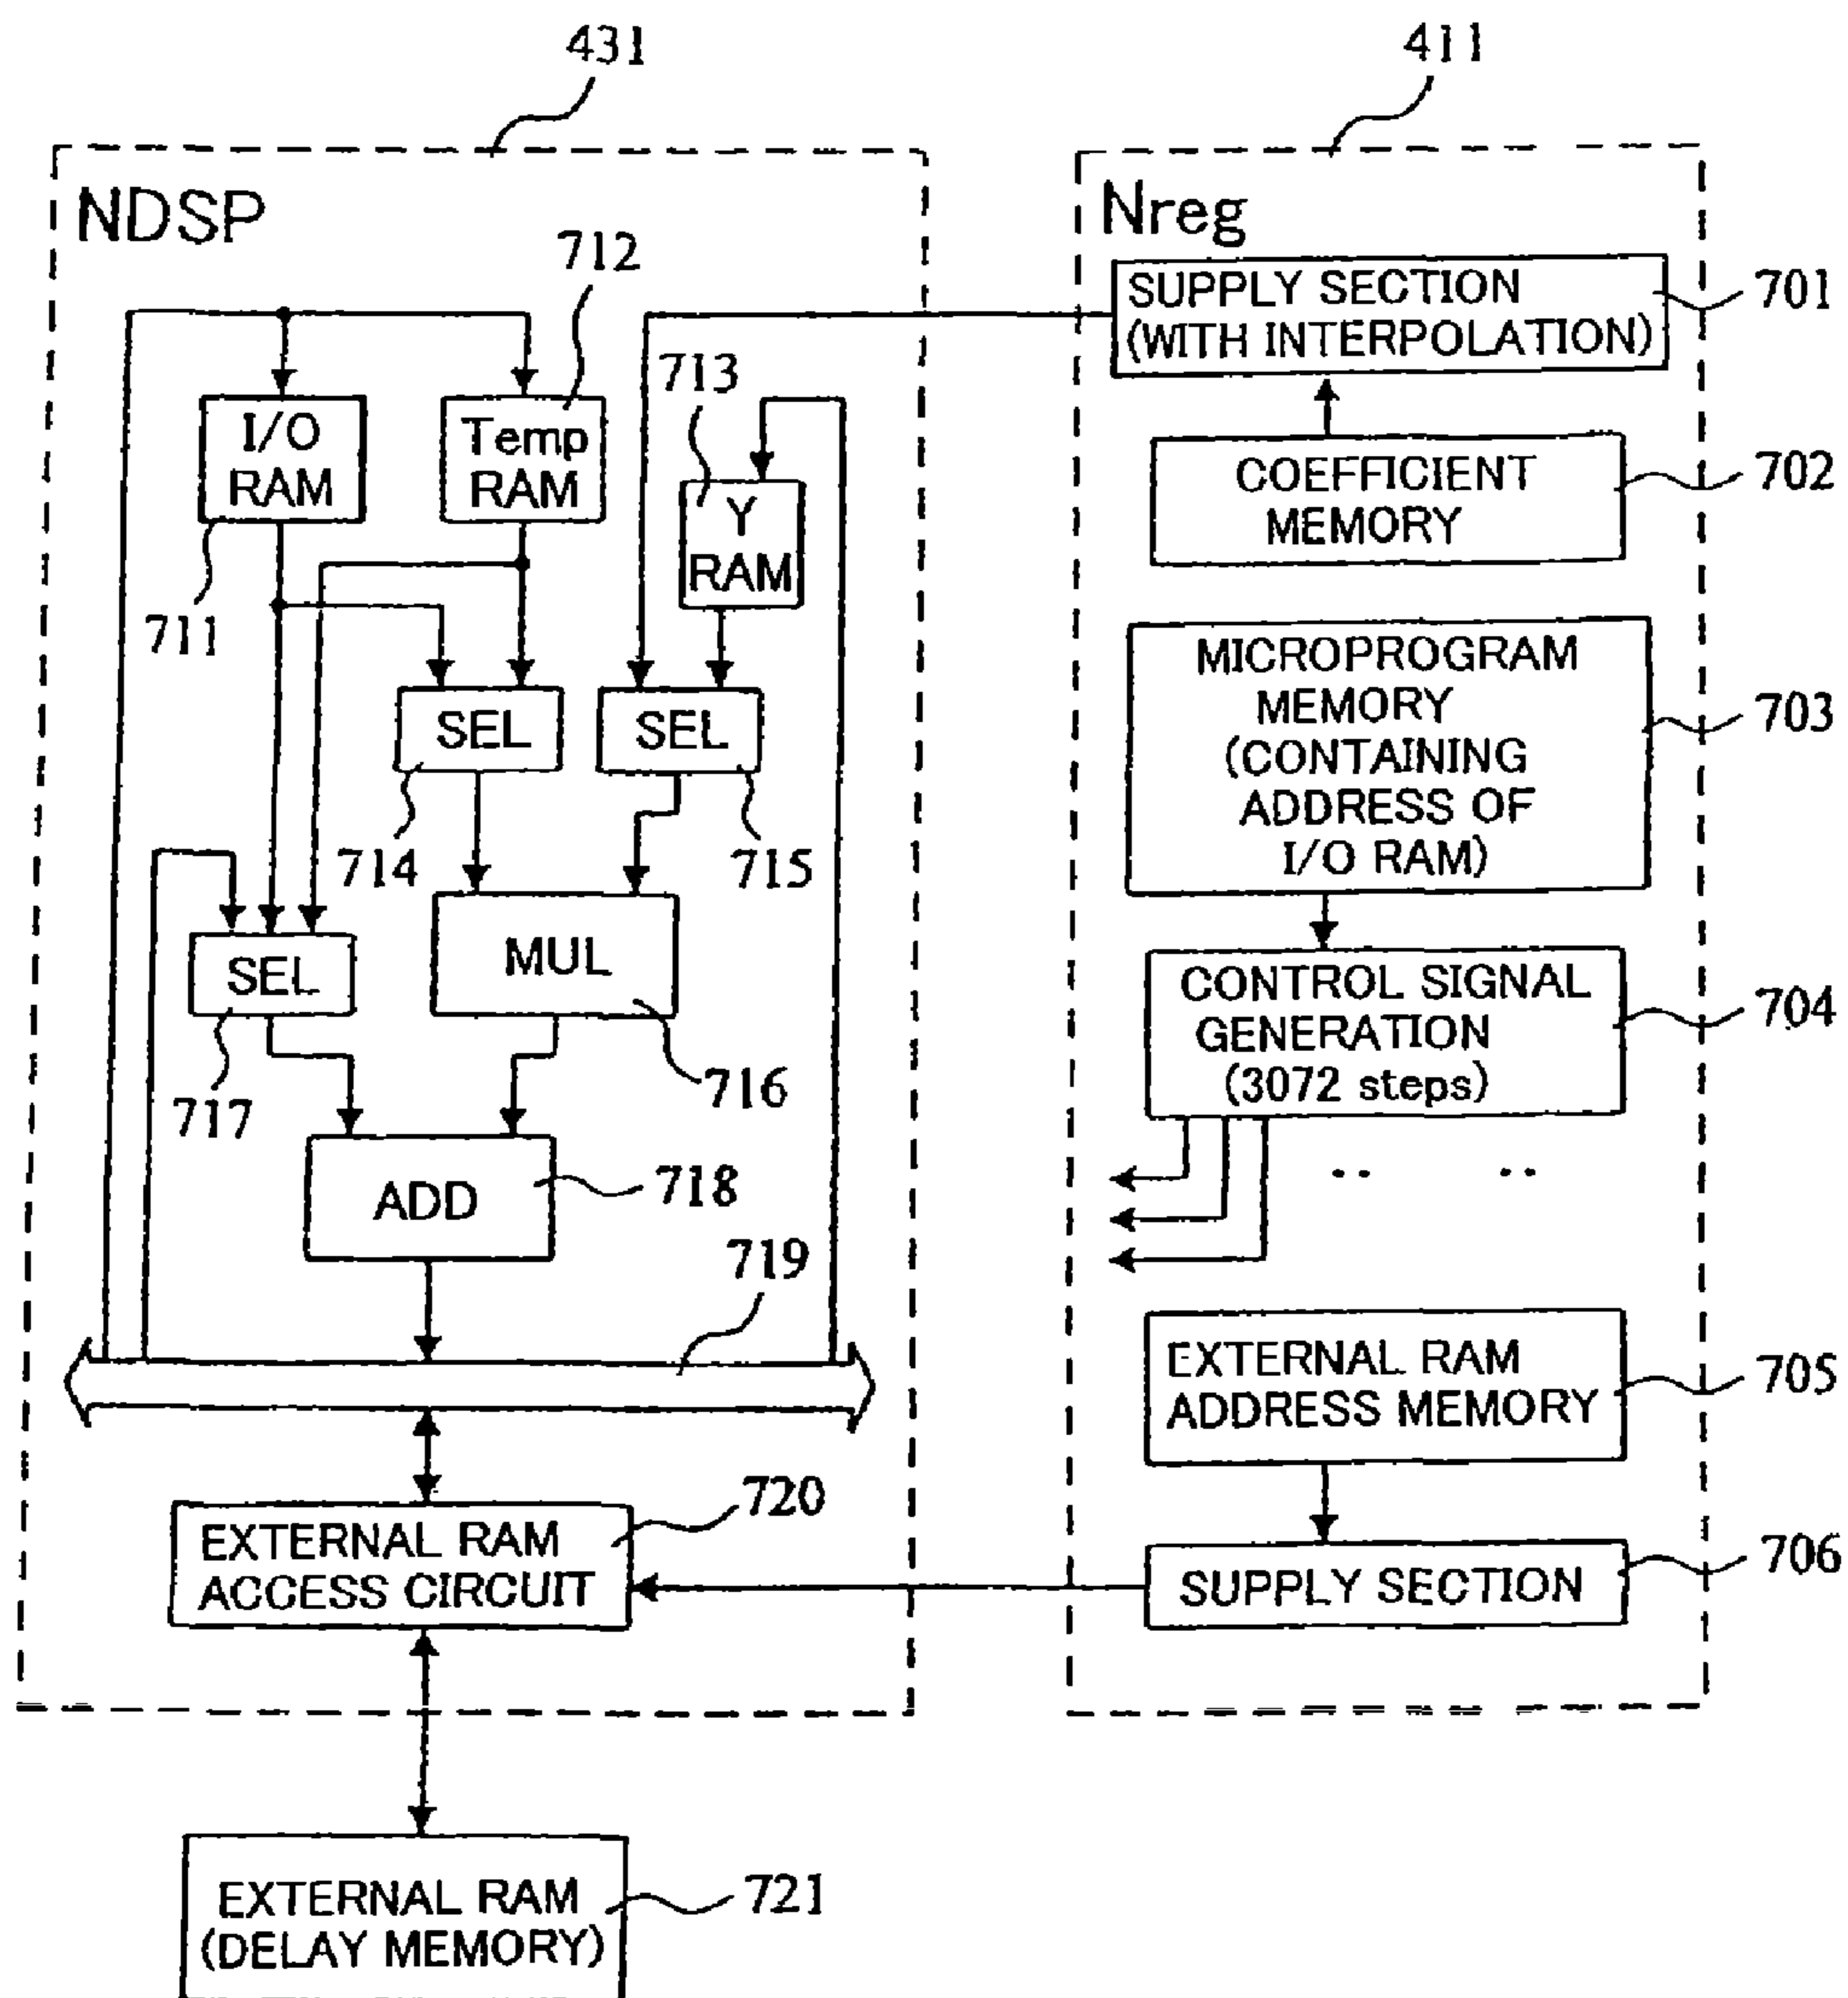 431
411
NDSP
Nreg
712
SUPPLY SECTION
(WITH INTERPOLATION)
701
713
I/O
RAM
Temp
RAM
COEFFICIENT
MEMORY
702
Y
RAM
711
MICROPROGRAM
MEMORY
(CONTAINING
ADDRESS OF
I/O RAM)
703
SEL
SEL
714
715
SEL
MUL
CONTROL SIGNAL
GENERATION
(3072 steps)
704
717
716
ADD
718
719
EXTERNAL RAM
ADDRESS MEMORY
705
720
EXTERNAL RAM
ACCESS CIRCUIT
SUPPLY SECTION
706
EXTERNAL RAM
(DELAY MEMORY)
721